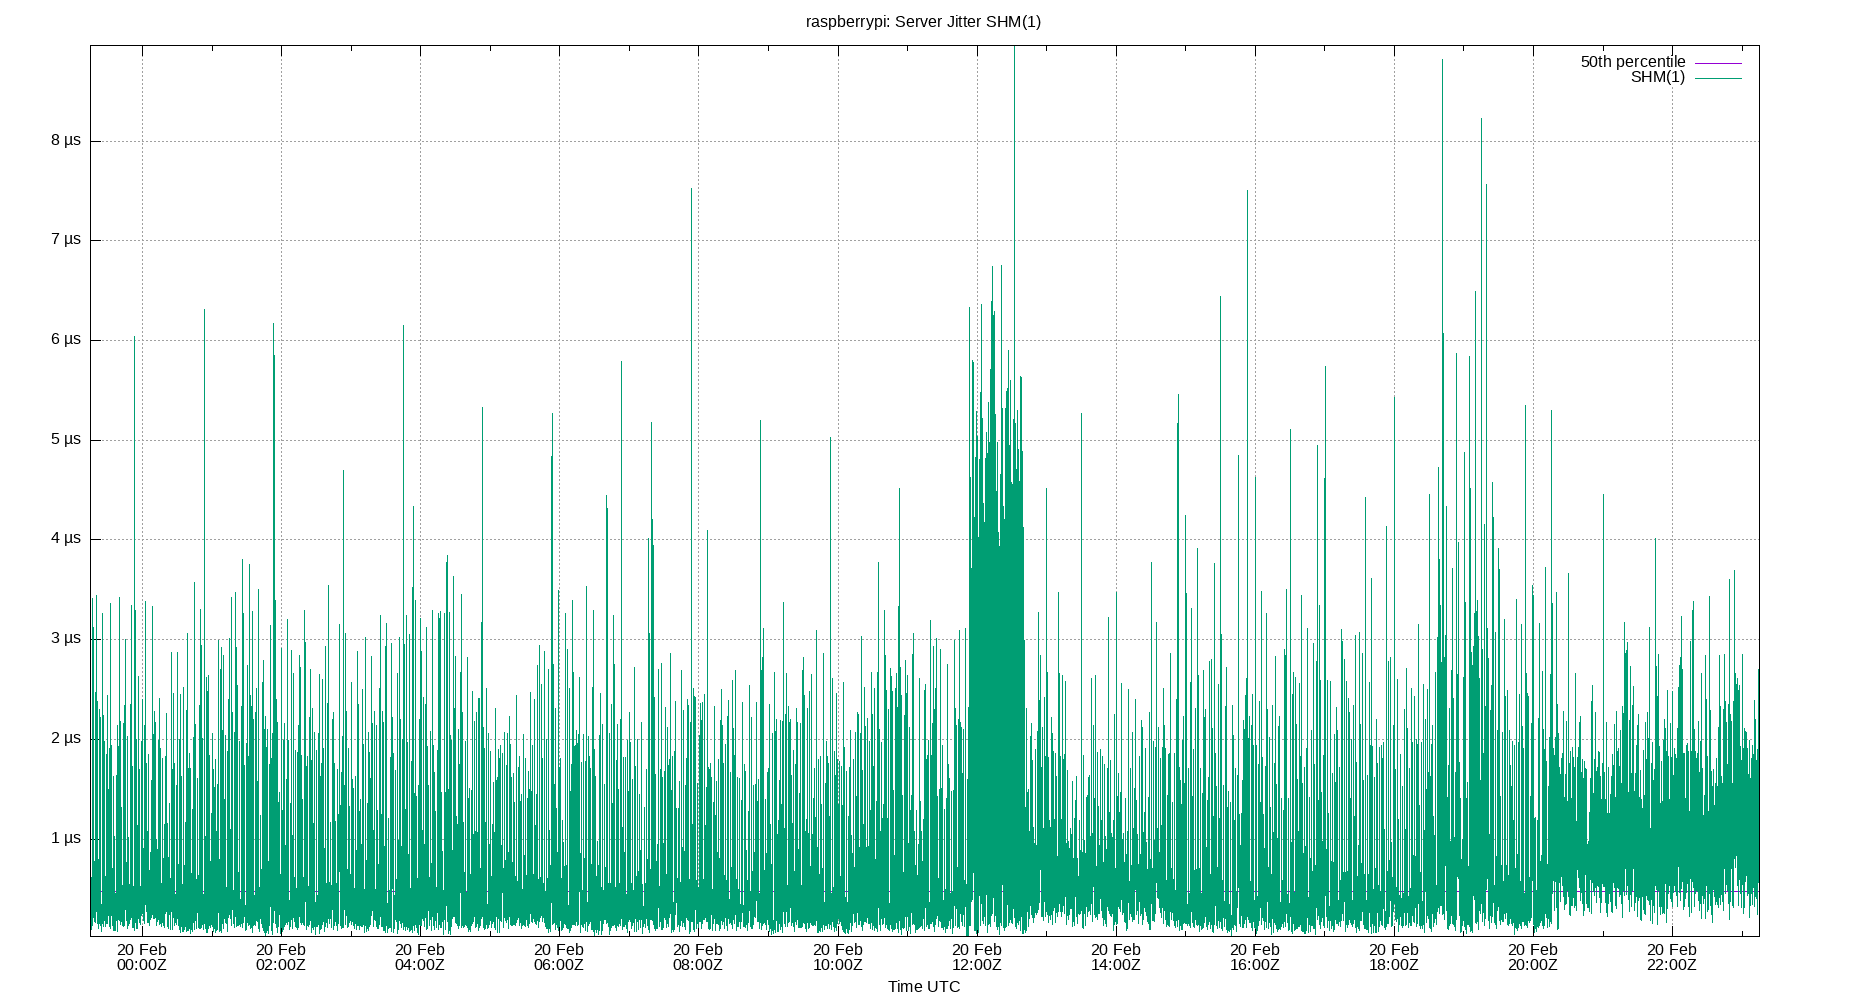 raspberrypi: Server Jitter SHM(1)
50th percentile
SHM(1)
8 µs
7 µs
6 µs
5 µs
4 µs
3 µs
2 µs
1 µs
20 Feb 20 Feb 20 Feb 20 Feb 20 Feb 20 Feb 20 Feb 20 Feb 20 Feb 20 Feb 20 Feb 20 Feb
00:00Z 02:00Z 04:00Z 06:00Z 08:00Z 10:00Z 12:00Z 14:00Z 16:00Z 18:00Z 20:00Z 22:00Z
Time UTC